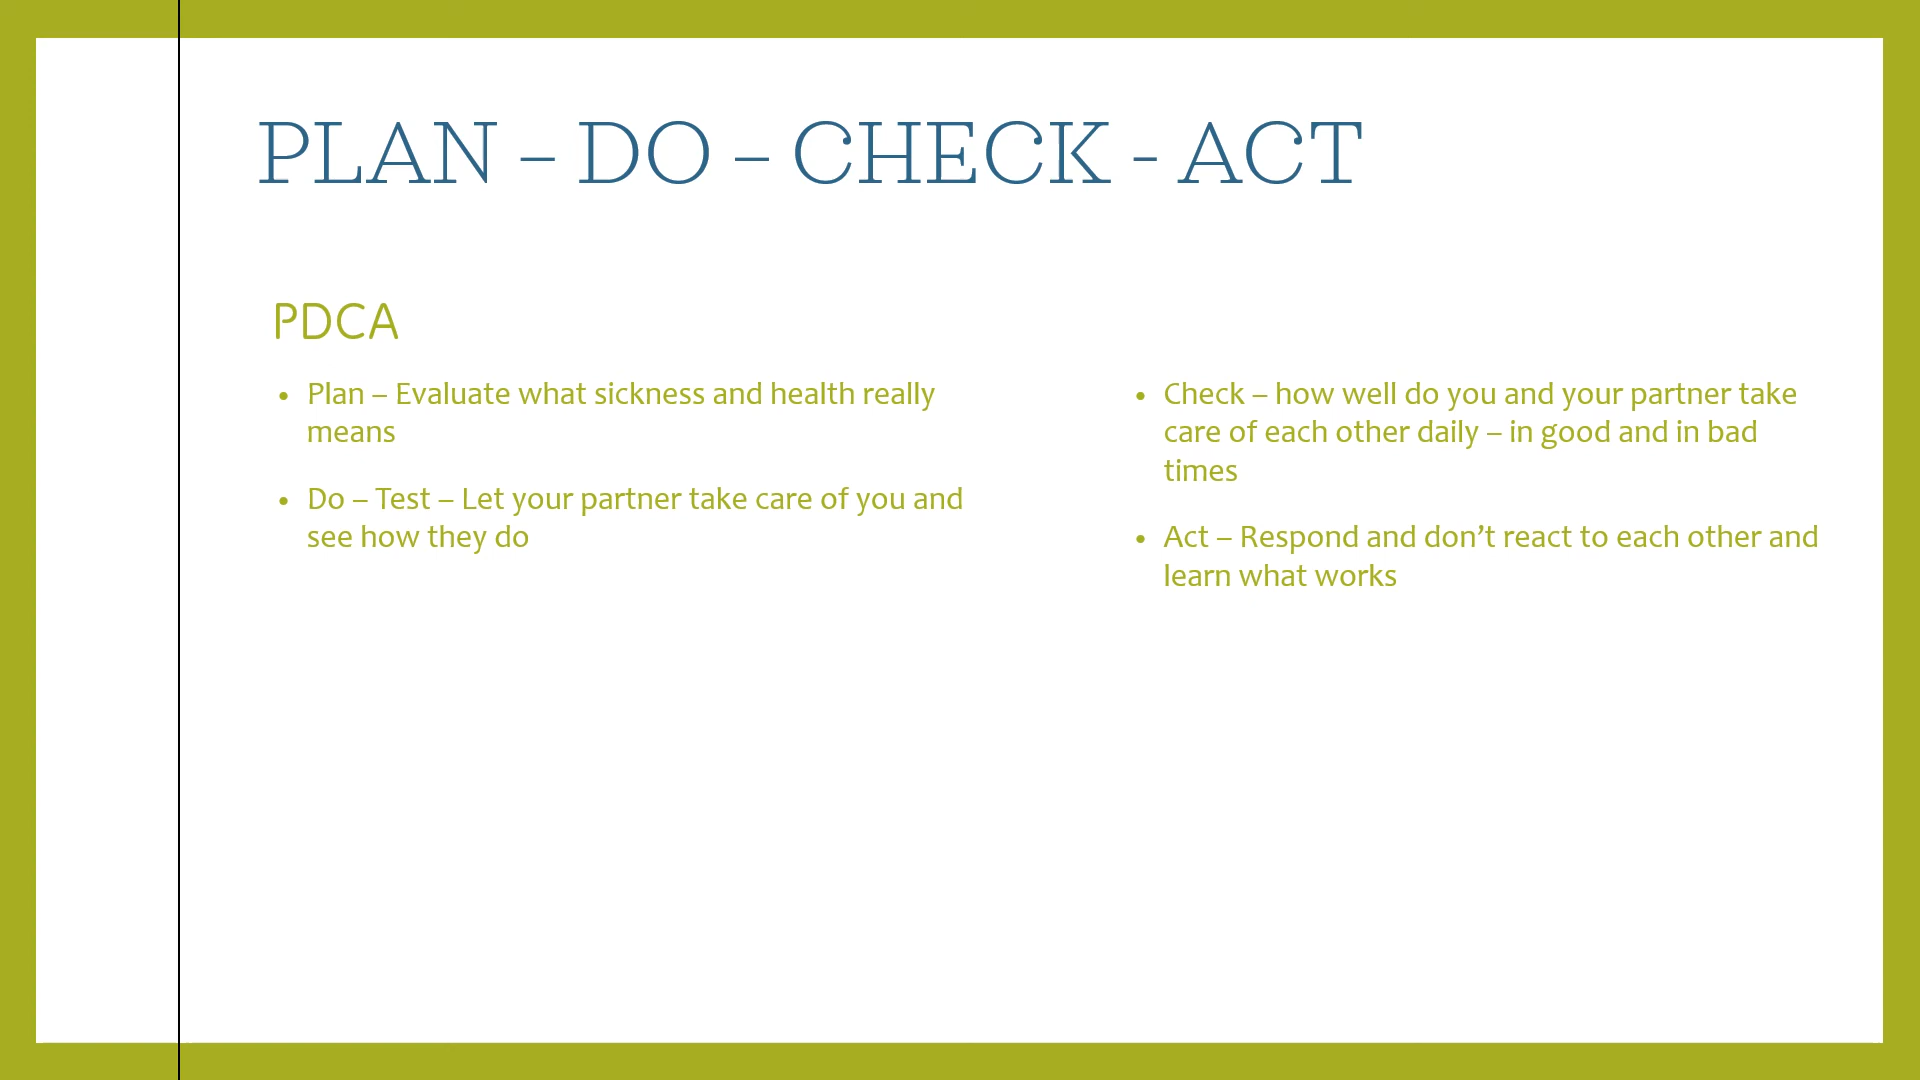 PLAN – DO – CHECK - ACT
PDCA
• Plan – Evaluate what sickness and health really
means
• Do – Test – Let your partner take care of you and
see how they do
• Check – how well do you and your partner take
care of each other daily – in good and in bad
times
• Act – Respond and don’t react to each other and
learn what works